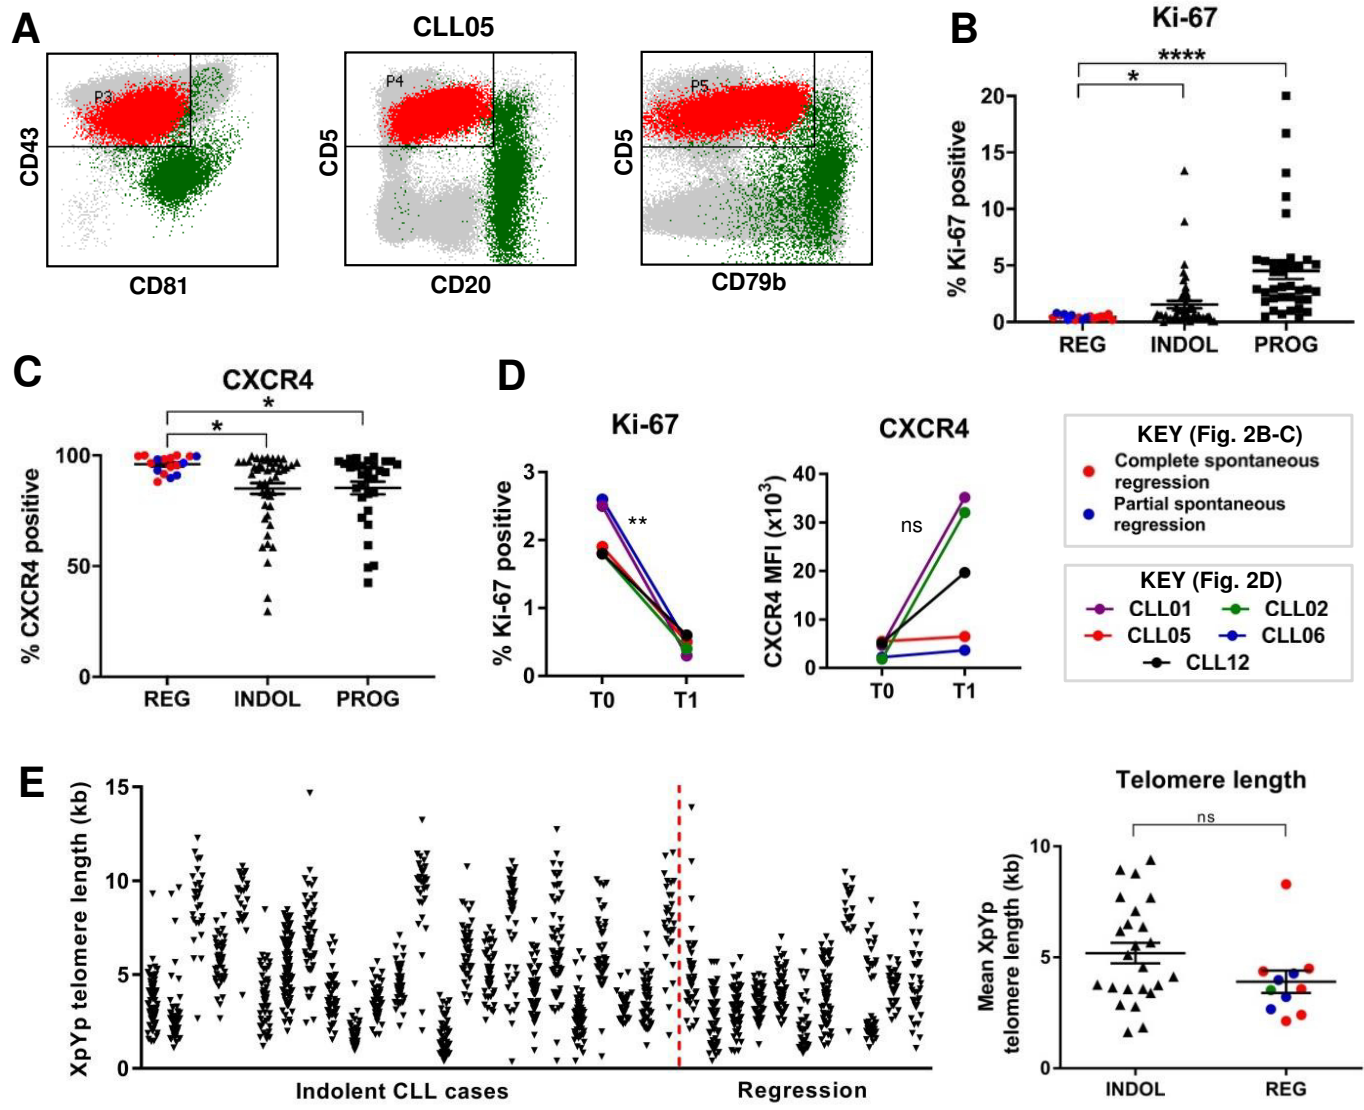 A
CLL05
P3
CD43
CD81
P4
CD5
CD20
P5
CD5
CD79b
B
Ki-67
****
*
% Ki-67 positive
20
15
10
5
0
REG
INDOL
PROG
C
CXCR4
*
*
% CXCR4 positive
100
50
0
REG
INDOL
PROG
D
Ki-67
**
% Ki-67 positive
3
2
1
0
T0
T1
CXCR4
ns
CXCR4 MFI (x10³)
40
30
20
10
0
T0
T1
KEY (Fig. 2B-C)
Complete spontaneous
regression
Partial spontaneous
regression
KEY (Fig. 2D)
CLL01
CLL02
CLL05
CLL06
CLL12
E
XpYp telomere length (kb)
15
10
5
0
Indolent CLL cases
Regression
Telomere length
ns
Mean XpYp
telomere length (kb)
10
5
0
INDOL
REG